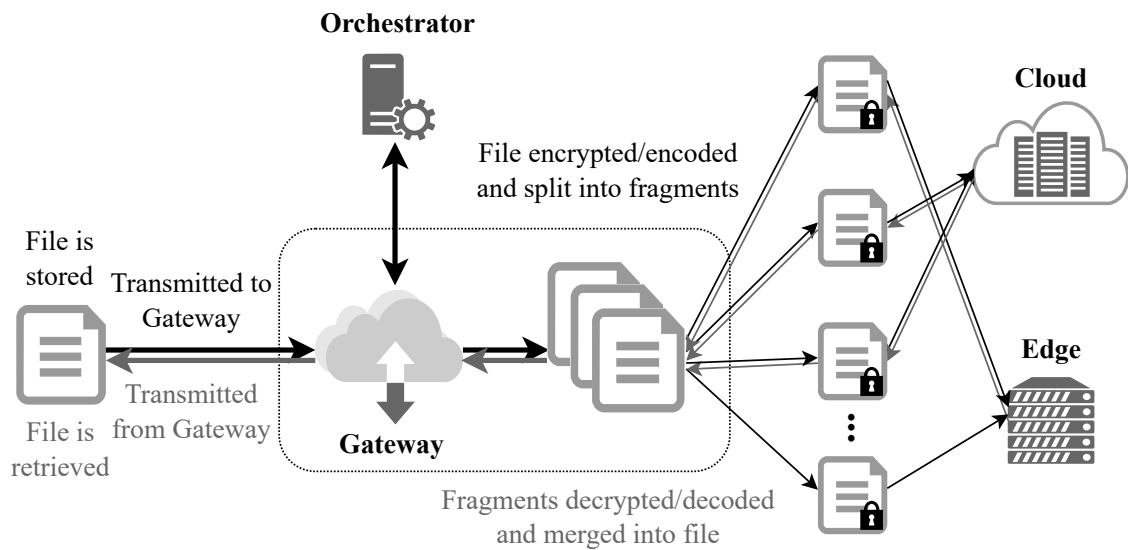 Orchestrator
Cloud
File encrypted/encoded
and split into fragments
File is
stored
Transmitted to
Gateway
Edge
Transmitted
from Gateway
File is
retrieved
Gateway
Fragments decrypted/decoded
and merged into file